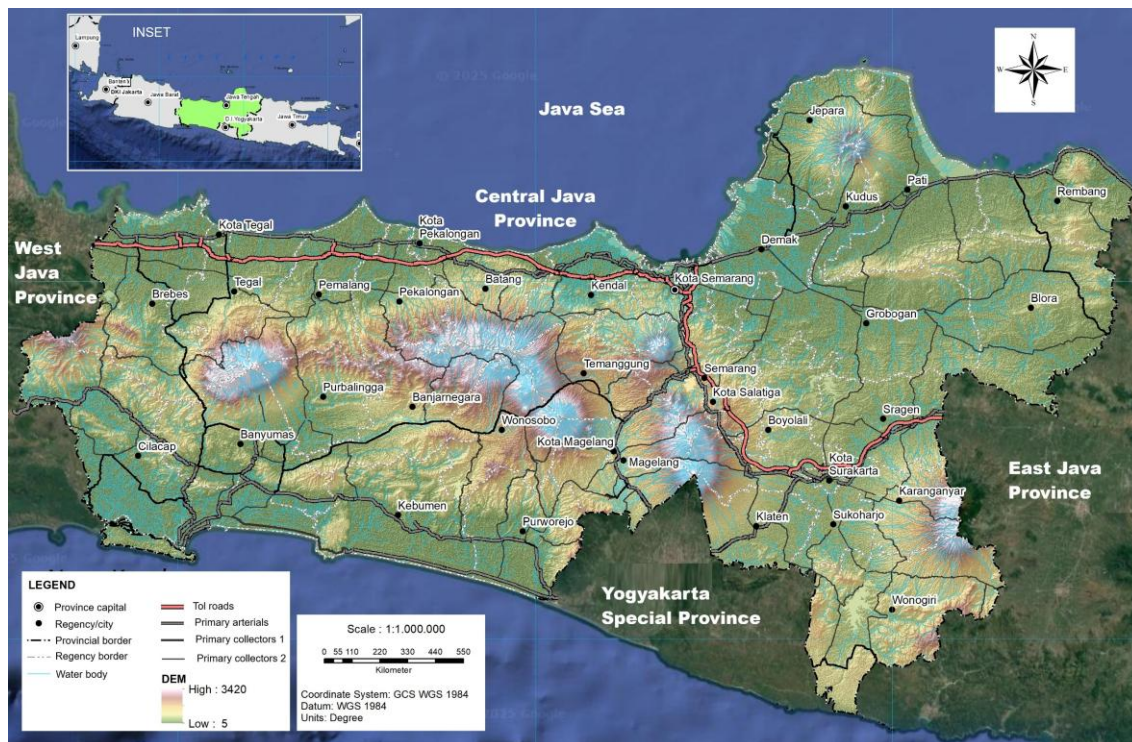 INSET
Lampung
Banten
DKI Jakarta
Jawa Barat
Jawa Tengah
D.I. Yogyakarta
Jawa Timur
© 2025 Google
N
W
E
S
Java Sea
Central Java
Province
West
Java
Province
East Java
Province
Yogyakarta
Special Province
Jepara
Kudus
Pati
Rembang
Demak
Kota Tegal
Kota
Pekalongan
Brebes
Tegal
Pemalang
Pekalongan
Batang
Kendal
Kota Semarang
Grobogan
Blora
Temanggung
Semarang
Kota Salatiga
Purbalingga
Banjarnegara
Wonosobo
Boyolali
Sragen
Cilacap
Banyumas
Kota Magelang
Magelang
Kota
Surakarta
Karanganyar
Kebumen
Purworejo
Klaten
Sukoharjo
Wonogiri
LEGEND
Province capital
Regency/city
Provincial border
Regency border
Water body
Tol roads
Primary arterials
Primary collectors 1
Primary collectors 2
DEM
High : 3420
Low : 5
Scale : 1:1.000.000
0 55 110 220 330 440 550
Kilometer
Coordinate System: GCS WGS 1984
Datum: WGS 1984
Units: Degree